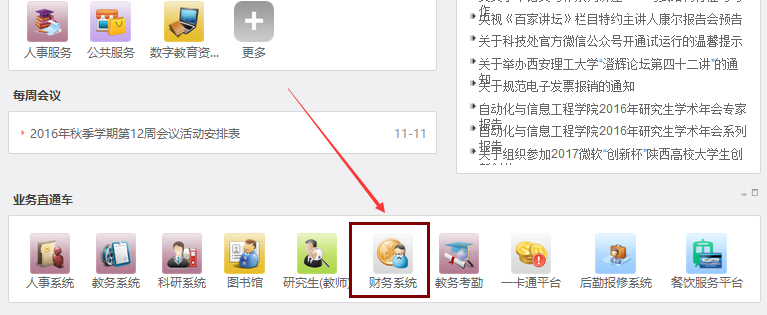 人事服务
公共服务
数字教育资...
更多
每周会议
2016年秋季学期第12周会议活动安排表
11-11
作
央视《百家讲坛》栏目特约主讲人康尔报告会预告
关于科技处官方微信公众号开通试运行的温馨提示
关于举办西安理工大学“澄辉论坛第四十二讲”的通
知
关于规范电子发票报销的通知
自动化与信息工程学院2016年研究生学术年会专家
报告
自动化与信息工程学院2016年研究生学术年会系列
报告
关于组织参加2017微软“创新杯”陕西高校大学生创
业务直通车
人事系统
教务系统
科研系统
图书馆
研究生(教师)
财务系统
教务考勤
一卡通平台
后勤报修系统
餐饮服务平台